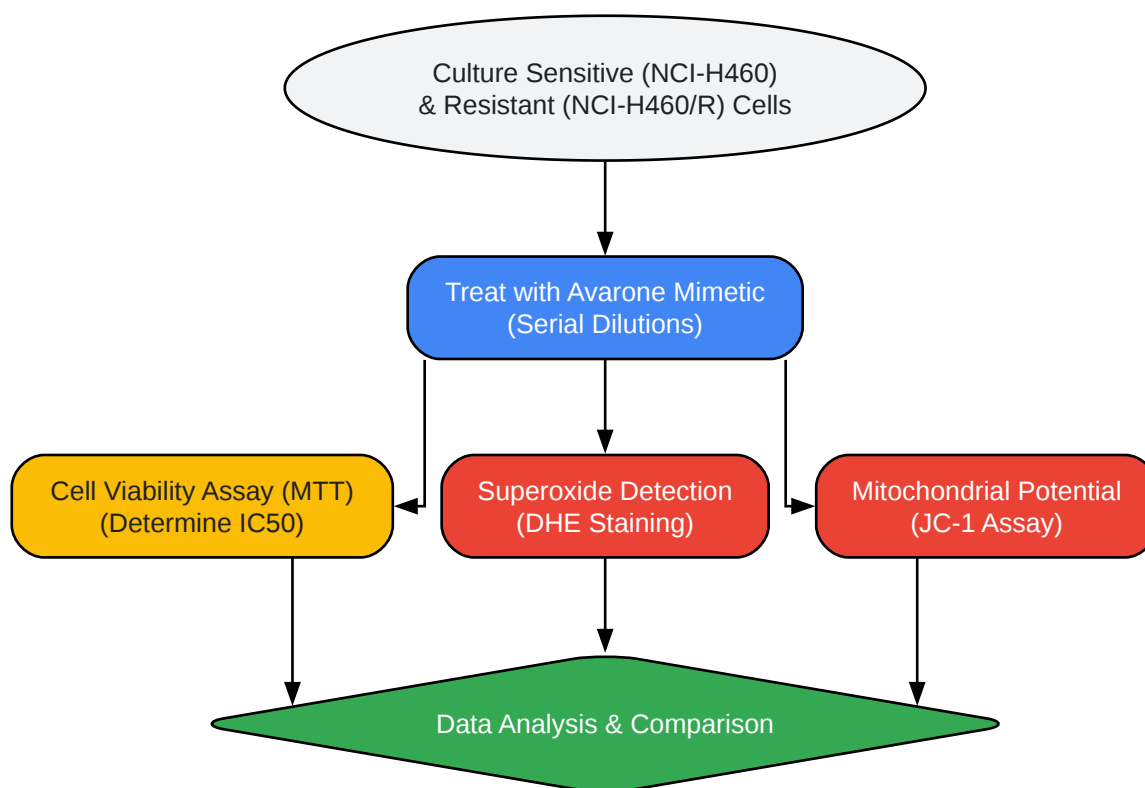 Culture Sensitive (NCI-H460)
& Resistant (NCI-H460/R) Cells
Treat with Avarone Mimetic
(Serial Dilutions)
Cell Viability Assay (MTT)
(Determine IC50)
Superoxide Detection
(DHE Staining)
Mitochondrial Potential
(JC-1 Assay)
Data Analysis & Comparison